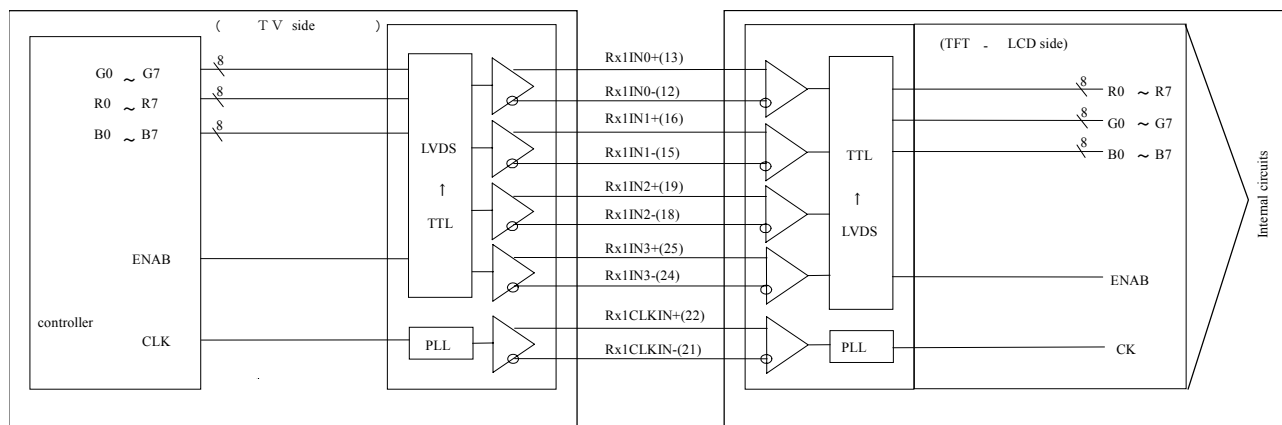 ( T V side )
8
G0 ~ G7
8
R0 ~ R7
8
B0 ~ B7
LVDS
↑
TTL
ENAB
controller
CLK
PLL
Rx1IN0+(13)
Rx1IN0-(12)
Rx1IN1+(16)
Rx1IN1-(15)
Rx1IN2+(19)
Rx1IN2-(18)
Rx1IN3+(25)
Rx1IN3-(24)
Rx1CLKIN+(22)
Rx1CLKIN-(21)
TTL
↑
LVDS
PLL
(TFT - LCD side)
8
R0 ~ R7
8
G0 ~ G7
8
B0 ~ B7
ENAB
CK
Internal circuits